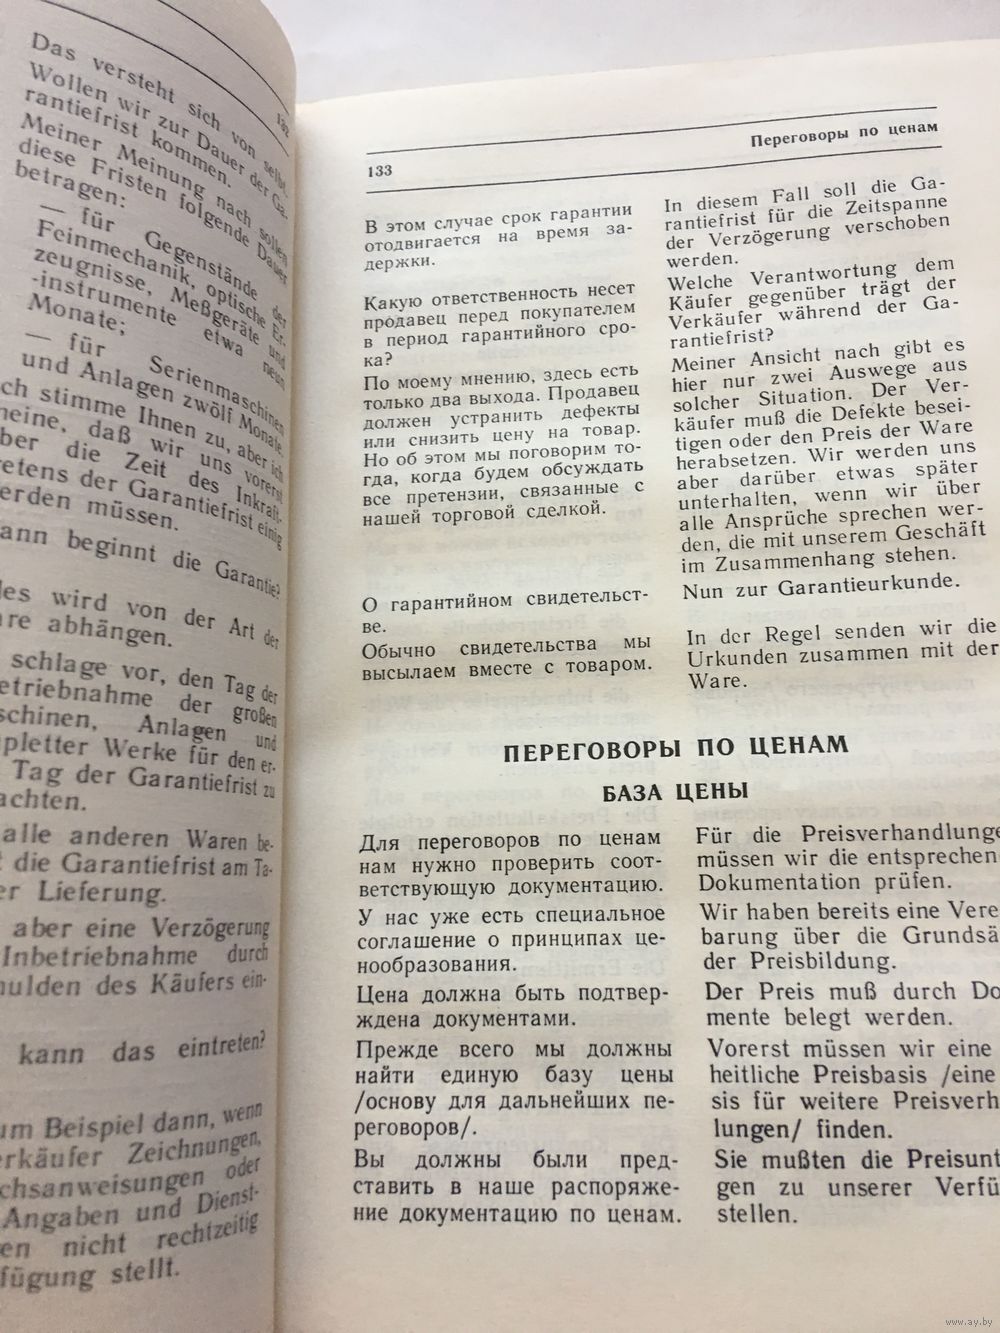 132
Das versteht sich von selbt.
Wollen wir zur Dauer der Ga-
rantiefrist kommen.
Meiner Meinung nach sollen
diese Fristen folgende Dauer
betragen:
— für Gegenstände der
Feinmechanik, optische Er-
zeugnisse, Meßgeräte und
-instrumente etwa neun
Monate;
— für Serienmaschinen
und Anlagen zwölf Monate.
ch stimme Ihnen zu, aber ich
neine, daß wir uns vorerst
ber die Zeit des Inkraft-
retens der Garantiefrist einig
erden müssen.
ann beginnt die Garantie?
les wird von der Art der
are abhängen.
schlage vor, den Tag der
etriebnahme der großen
schinen, Anlagen und
pletter Werke für den er-
Tag der Garantiefrist zu
achten.
alle anderen Waren be-
t die Garantiefrist am Ta-
er Lieferung.
aber eine Verzögerung
Inbetriebnahme durch
hulden des Käufers ein-
kann das eintreten?
um Beispiel dann, wenn
erkäufer Zeichnungen,
chsanweisungen oder
Angaben und Dienst-
en nicht rechtzeitig
fügung stellt.
133
Переговоры по ценам
В этом случае срок гарантии
отодвигается на время за-
держки.
Какую ответственность несет
продавец перед покупателем
в период гарантийного сро-
ка?
По моему мнению, здесь есть
только два выхода. Продавец
должен устранить дефекты
или снизить цену на товар.
Но об этом мы поговорим то-
гда, когда будем обсуждать
все претензии, связанные с
нашей торговой сделкой.
О гарантийном свидетельст-
ве.
Обычно свидетельства мы
высылаем вместе с товаром.
In diesem Fall soll die Ga-
rantiefrist für die Zeitspanne
der Verzögerung verschoben
werden.
Welche Verantwortung dem
Käufer gegenüber trägt der
Verkäufer während der Ga-
rantiefrist?
Meiner Ansicht nach gibt es
hier nur zwei Auswege aus
solcher Situation. Der Ver-
käufer muß die Defekte besei-
tigen oder den Preis der Ware
herabsetzen. Wir werden uns
aber darüber etwas später
unterhalten, wenn wir über
alle Ansprüche sprechen wer-
den, die mit unserem Geschäft
im Zusammenhang stehen.
Nun zur Garantieurkunde.
In der Regel senden wir die
Urkunden zusammen mit der
Ware.
ПЕРЕГОВОРЫ ПО ЦЕНАМ
БАЗА ЦЕНЫ
Для переговоров по ценам
нам нужно проверить соот-
ветствующую документацию.
У нас уже есть специальное
соглашение о принципах це-
нообразования.
Цена должна быть подтвер-
ждена документами.
Прежде всего мы должны
найти единую базу цены
/основу для дальнейших пе-
реговоров/.
Вы должны были пред-
ставить в наше распоряже-
ние документацию по ценам.
Für die Preisverhandlunge
müssen wir die entsprechen
Dokumentation prüfen.
Wir haben bereits eine Vere
barung über die Grundsä
der Preisbildung.
Der Preis muß durch Do
mente belegt werden.
Vorerst müssen wir eine
heitliche Preisbasis /eine
sis für weitere Preisverh
lungen/ finden.
Sie mußten die Preisunt
gen zu unserer Verfü
stellen.
www.ay.by